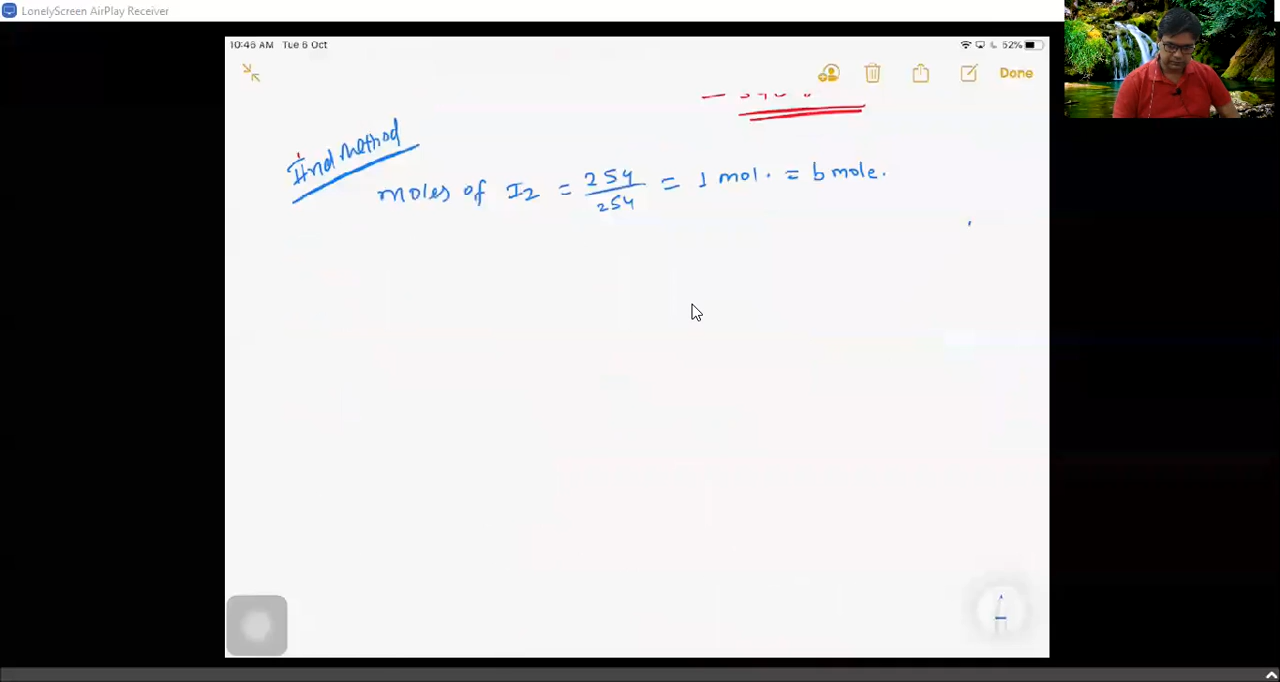 LonelyScreen AirPlay Receiver
10:46 AM Tue 6 Oct
52%
Done
IInd method
moles of I2 = 254/254 = 1 mol. = b mole.